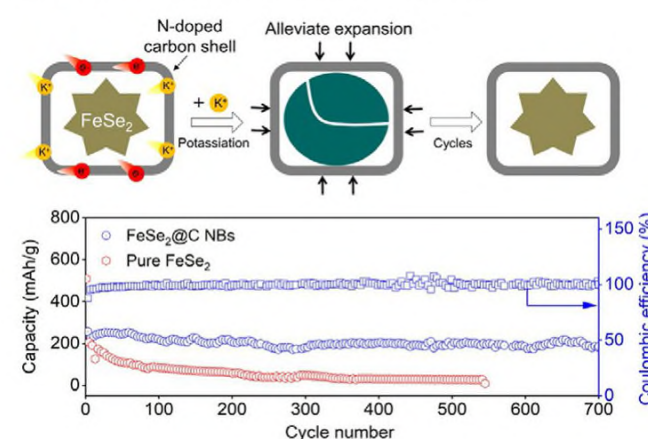 N-doped
carbon shell
Alleviate expansion
K⁺ e e K⁺
FeSe₂
K⁺ e e K⁺
+ K⁺
Potassiation
Cycles
800
600
400
200
0
Capacity (mAh/g)
FeSe₂@C NBs
Pure FeSe₂
150
100
50
0
Coulombic efficiency (%)
0 100 200 300 400 500 600 700
Cycle number